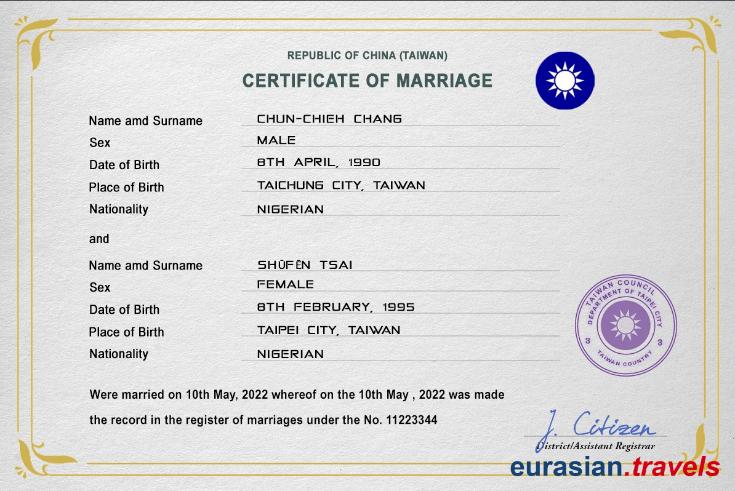 REPUBLIC OF CHINA (TAIWAN)
CERTIFICATE OF MARRIAGE
Name amd Surname CHUN-CHIEH CHANG
Sex MALE
Date of Birth 8TH APRIL, 1990
Place of Birth TAICHUNG CITY, TAIWAN
Nationality NIGERIAN
and
Name amd Surname SHŪFĒN TSAI
Sex FEMALE
Date of Birth 8TH FEBRUARY, 1995
Place of Birth TAIPEI CITY, TAIWAN
Nationality NIGERIAN
TAIWAN COUNCIL
DEPARTMENT OF TAIPEI CITY
3 3
TAIWAN COUNTRY
Were married on 10th May, 2022 whereof on the 10th May , 2022 was made
the record in the register of marriages under the No. 11223344
J. Citizen
District/Assistant Registrar
eurasian.travels